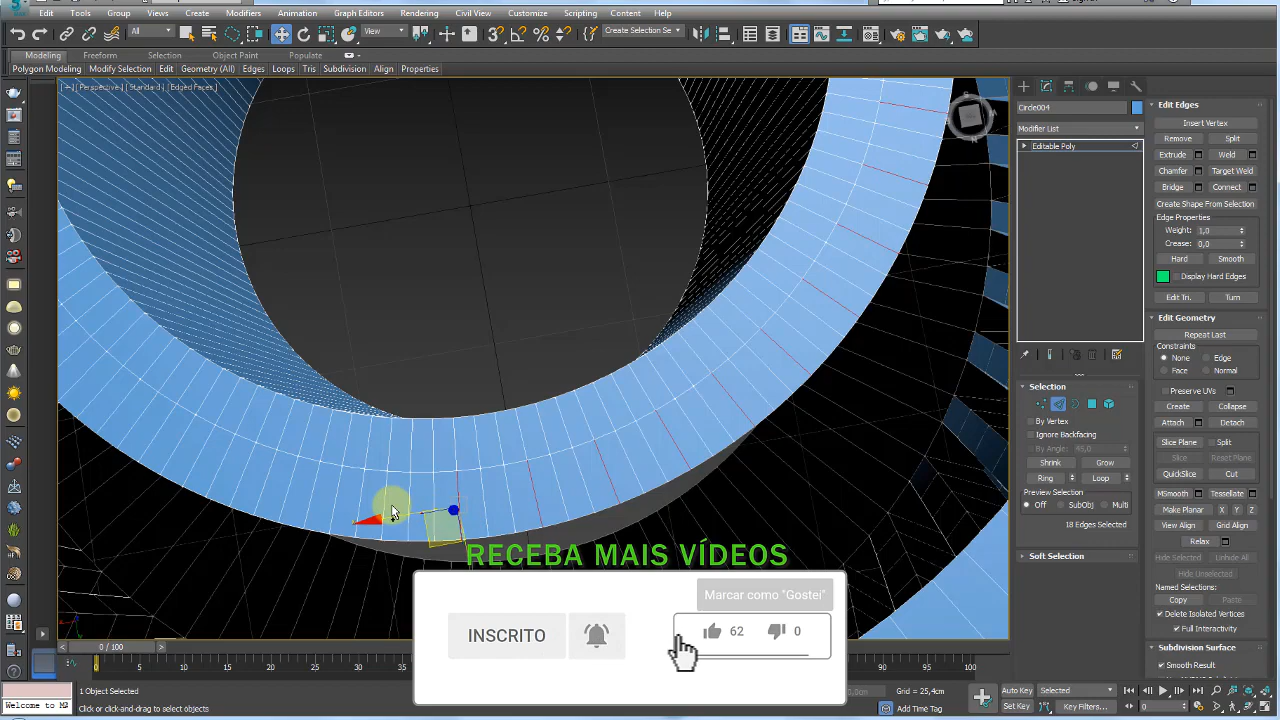 Edit Tools Group Views Create Modifiers Animation Graph Editors Rendering Civil View Customize Scripting Content Help
All View Create Selection Se
Modeling Freeform Selection Object Paint Populate
Polygon Modeling Modify Selection Edit Geometry (All) Edges Loops Tris Subdivision Align Properties
[+] [Perspective] [Standard] [Edged Faces]
Circle004
Modifier List
Editable Poly
Selection
By Vertex
Ignore Backfacing
By Angle: 45,0
Shrink Grow
Ring Loop
Preview Selection
Off SubObj Multi
18 Edges Selected
Soft Selection
Edit Edges
Insert Vertex
Remove Split
Extrude Weld
Chamfer Target Weld
Bridge Connect
Create Shape From Selection
Edge Properties
Weight: 1,0
Crease: 0,0
Hard Smooth
Display Hard Edges
Edit Tri. Turn
Edit Geometry
Repeat Last
Constraints
None Edge
Face Normal
Preserve UVs
Create Collapse
Attach Detach
Slice Plane Split
Slice Reset Plane
QuickSlice Cut
MSmooth Tessellate
Make Planar X Y Z
View Align Grid Align
Relax
Hide Selected Unhide All
Hide Unselected
Named Selections:
Copy Paste
Delete Isolated Vertices
Full Interactivity
Subdivision Surface
Smooth Result
RECEBA MAIS VÍDEOS
Marcar como "Gostei"
INSCRITO 62 0
0 / 100
0 5 10 15 20 25 30 35 85 90 95 100
1 Object Selected
Welcome to M
Click or click-and-drag to select objects
Grid = 25,4cm
Add Time Tag
Auto Key Selected
Set Key Key Filters...
0